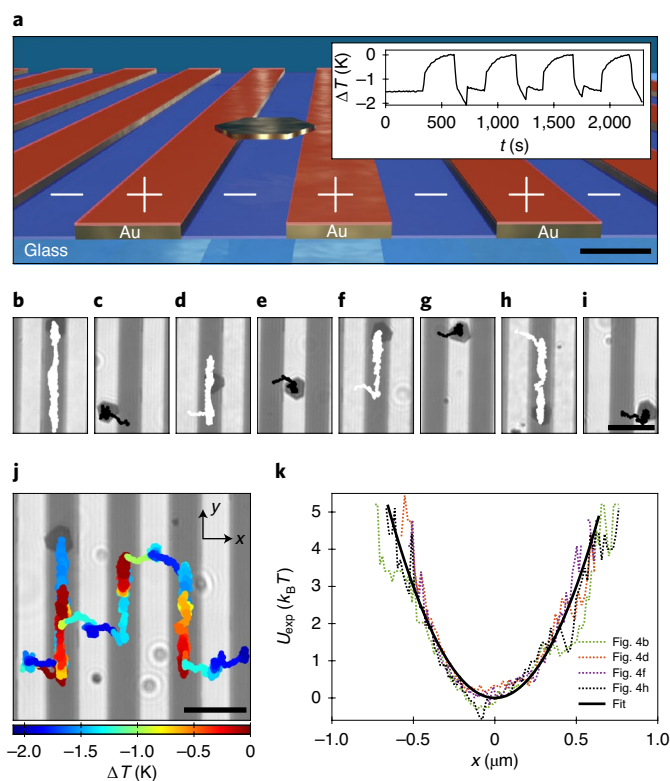 a
ΔT (K)
0
−1
−2
0
500
1,000
1,500
2,000
t (s)
− + − + − + −
Au
Au
Au
Glass
b
c
d
e
f
g
h
i
j
k
y
x
−2.0
−1.5
−1.0
−0.5
0
ΔT (K)
U_exp (k_BT)
5
4
3
2
1
0
Fig. 4b
Fig. 4d
Fig. 4f
Fig. 4h
Fit
−1.0
−0.5
0
0.5
1.0
x (μm)